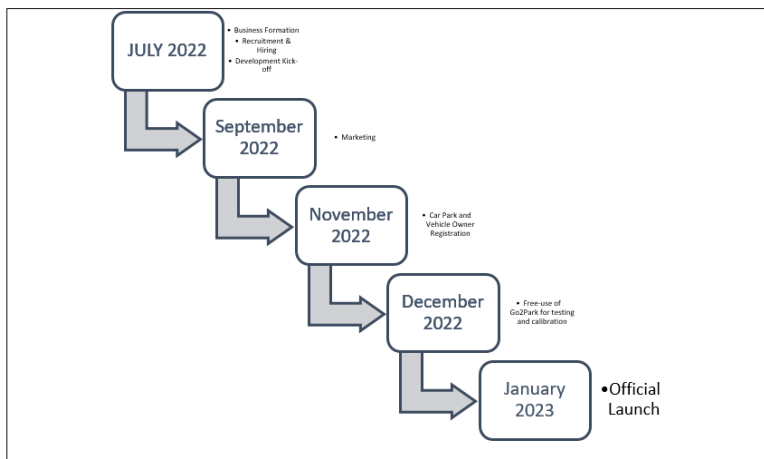 JULY 2022
• Business Formation
• Recruitment &
Hiring
• Development Kick-
off
September
2022
• Marketing
November
2022
• Car Park and
Vehicle Owner
Registration
December
2022
• Free-use of
Go2Park for testing
and calibration
January
2023
•Official
Launch